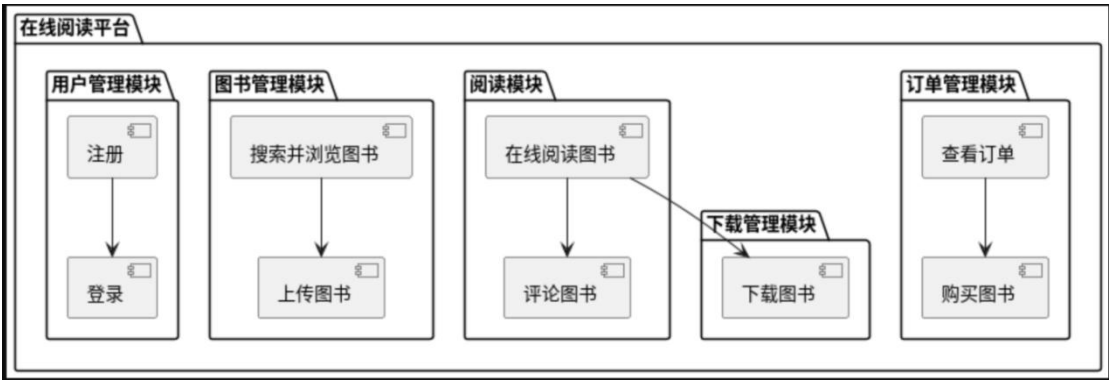 在线阅读平台
用户管理模块
图书管理模块
阅读模块
订单管理模块
注册
搜索并浏览图书
在线阅读图书
查看订单
下载管理模块
登录
上传图书
评论图书
下载图书
购买图书